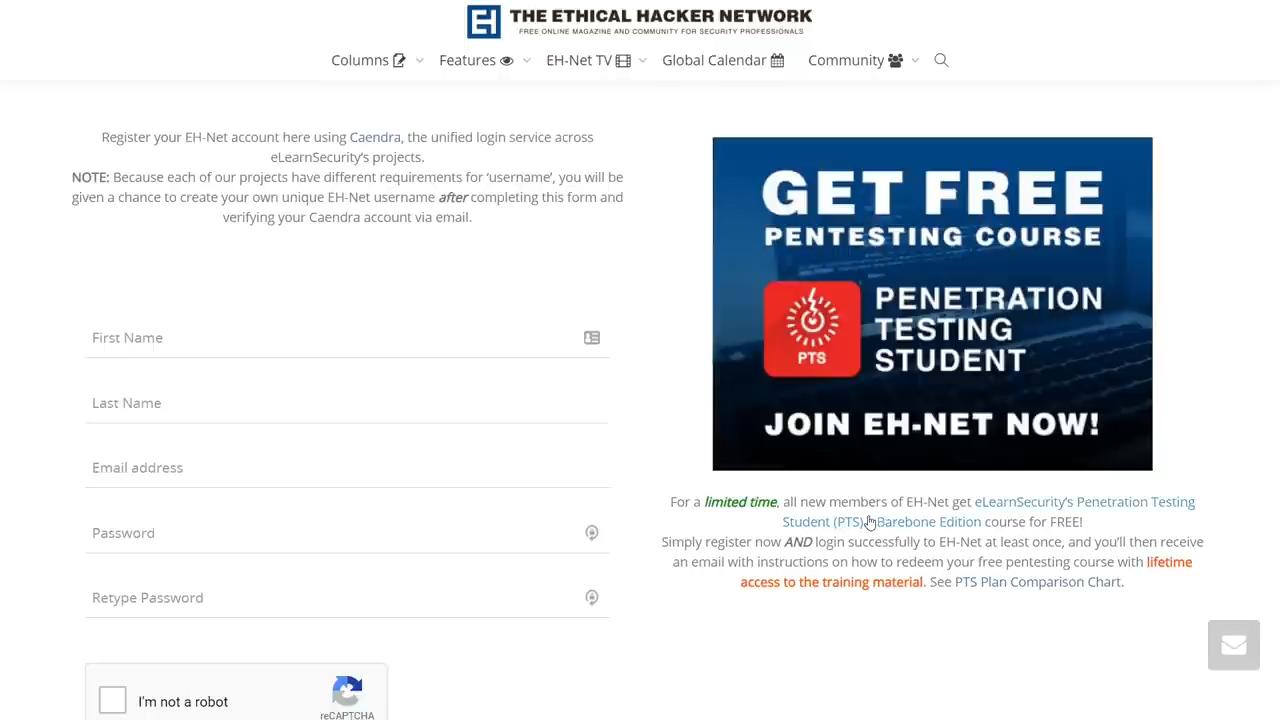 THE ETHICAL HACKER NETWORK
FREE ONLINE MAGAZINE AND COMMUNITY FOR SECURITY PROFESSIONALS
Columns Features EH-Net TV Global Calendar Community
Register your EH-Net account here using Caendra, the unified login service across
eLearnSecurity's projects.
NOTE: Because each of our projects have different requirements for 'username', you will be
given a chance to create your own unique EH-Net username after completing this form and
verifying your Caendra account via email.
First Name
Last Name
Email address
Password
Retype Password
I'm not a robot
reCAPTCHA
GET FREE
PENTESTING COURSE
PTS
PENETRATION
TESTING
STUDENT
JOIN EH-NET NOW!
For a limited time, all new members of EH-Net get eLearnSecurity's Penetration Testing
Student (PTS) Barebone Edition course for FREE!
Simply register now AND login successfully to EH-Net at least once, and you'll then receive
an email with instructions on how to redeem your free pentesting course with lifetime
access to the training material. See PTS Plan Comparison Chart.